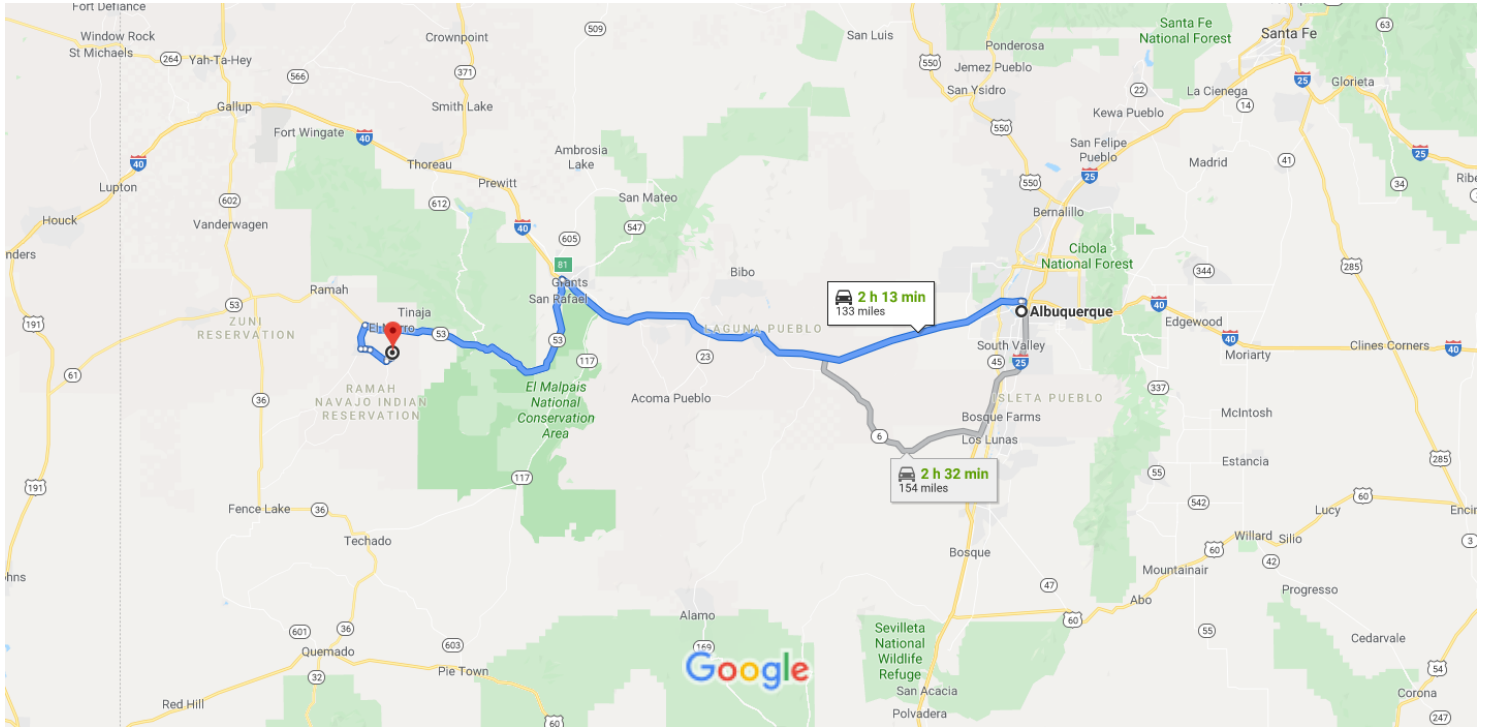 Fort Defiance
Window Rock
St Michaels
264
Yah-Ta-Hey
Crownpoint
509
San Luis
Ponderosa
Santa Fe
National Forest
63
Santa Fe
566
371
550
Jemez Pueblo
San Ysidro
22
La Cienega
25
Glorieta
Gallup
Smith Lake
Kewa Pueblo
14
Fort Wingate
40
550
San Felipe
Pueblo
Ambrosia
Lake
25
Madrid
41
25
40
Thoreau
Lupton
Prewitt
550
34
602
612
San Mateo
Bernalillo
Houck
Vanderwagen
40
547
605
Cibola
National Forest
nders
81
Bibo
344
285
Grants
Ramah
San Rafael
2 h 13 min
133 miles
53
Tinaja
40
Albuquerque
191
ZUNI
RESERVATION
53
53
LAGUNA PUEBLO
Edgewood
40
Clines Corners
40
South Valley
Moriarty
23
117
45
25
61
RAMAH
NAVAJO INDIAN
RESERVATION
El Malpais
National
Conservation
Area
Acoma Pueblo
337
36
SLETA PUEBLO
Bosque Farms
McIntosh
6
Los Lunas
285
2 h 32 min
154 miles
Estancia
191
117
55
Fence Lake
36
542
60
Lucy
Encin
Techado
Willard
Silio
3
60
Bosque
42
ohns
Mountainair
47
Progresso
Abo
Alamo
60
601
36
Sevilleta
National
Wildlife
Refuge
55
Cedarvale
603
169
Quemado
Google
Pie Town
54
32
San Acacia
Corona
Red Hill
60
Polvadera
247